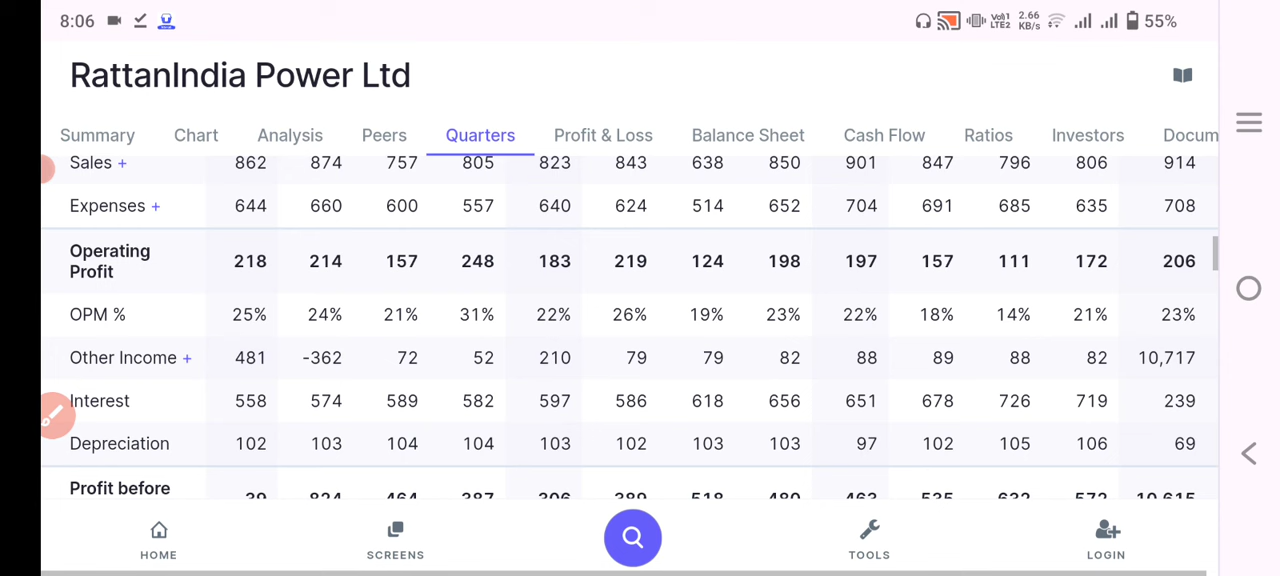 8:06 Vol1 LTE2 2.66 KB/s 55%
RattanIndia Power Ltd
Summary Chart Analysis Peers Quarters Profit & Loss Balance Sheet Cash Flow Ratios Investors Docum
Sales + 862 874 757 805 823 843 638 850 901 847 796 806 914
Expenses + 644 660 600 557 640 624 514 652 704 691 685 635 708
Operating
Profit 218 214 157 248 183 219 124 198 197 157 111 172 206
OPM % 25% 24% 21% 31% 22% 26% 19% 23% 22% 18% 14% 21% 23%
Other Income + 481 -362 72 52 210 79 79 82 88 89 88 82 10,717
Interest 558 574 589 582 597 586 618 656 651 678 726 719 239
Depreciation 102 103 104 104 103 102 103 103 97 102 105 106 69
Profit before
HOME SCREENS TOOLS LOGIN